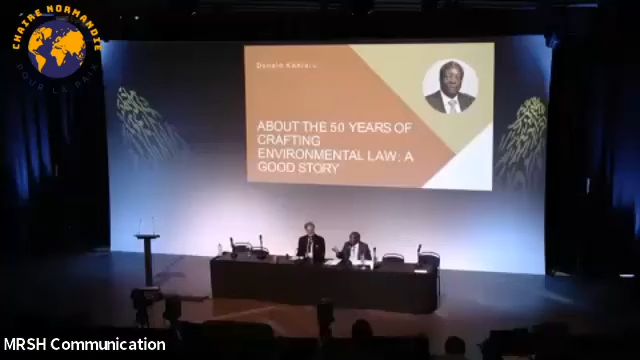 CHAIRE NORMANDIE
POUR LA PAIX
Donald Kaniaru
ABOUT THE 50 YEARS OF
CRAFTING
ENVIRONMENTAL LAW: A
GOOD STORY
MRSH Communication